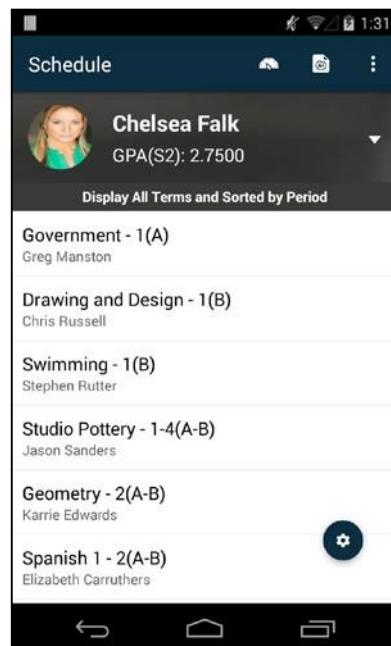 1:31
Schedule
Chelsea Falk
GPA(S2): 2.7500
Display All Terms and Sorted by Period
Government - 1(A)
Greg Manston
Drawing and Design - 1(B)
Chris Russell
Swimming - 1(B)
Stephen Rutter
Studio Pottery - 1-4(A-B)
Jason Sanders
Geometry - 2(A-B)
Karrie Edwards
Spanish 1 - 2(A-B)
Elizabeth Carruthers